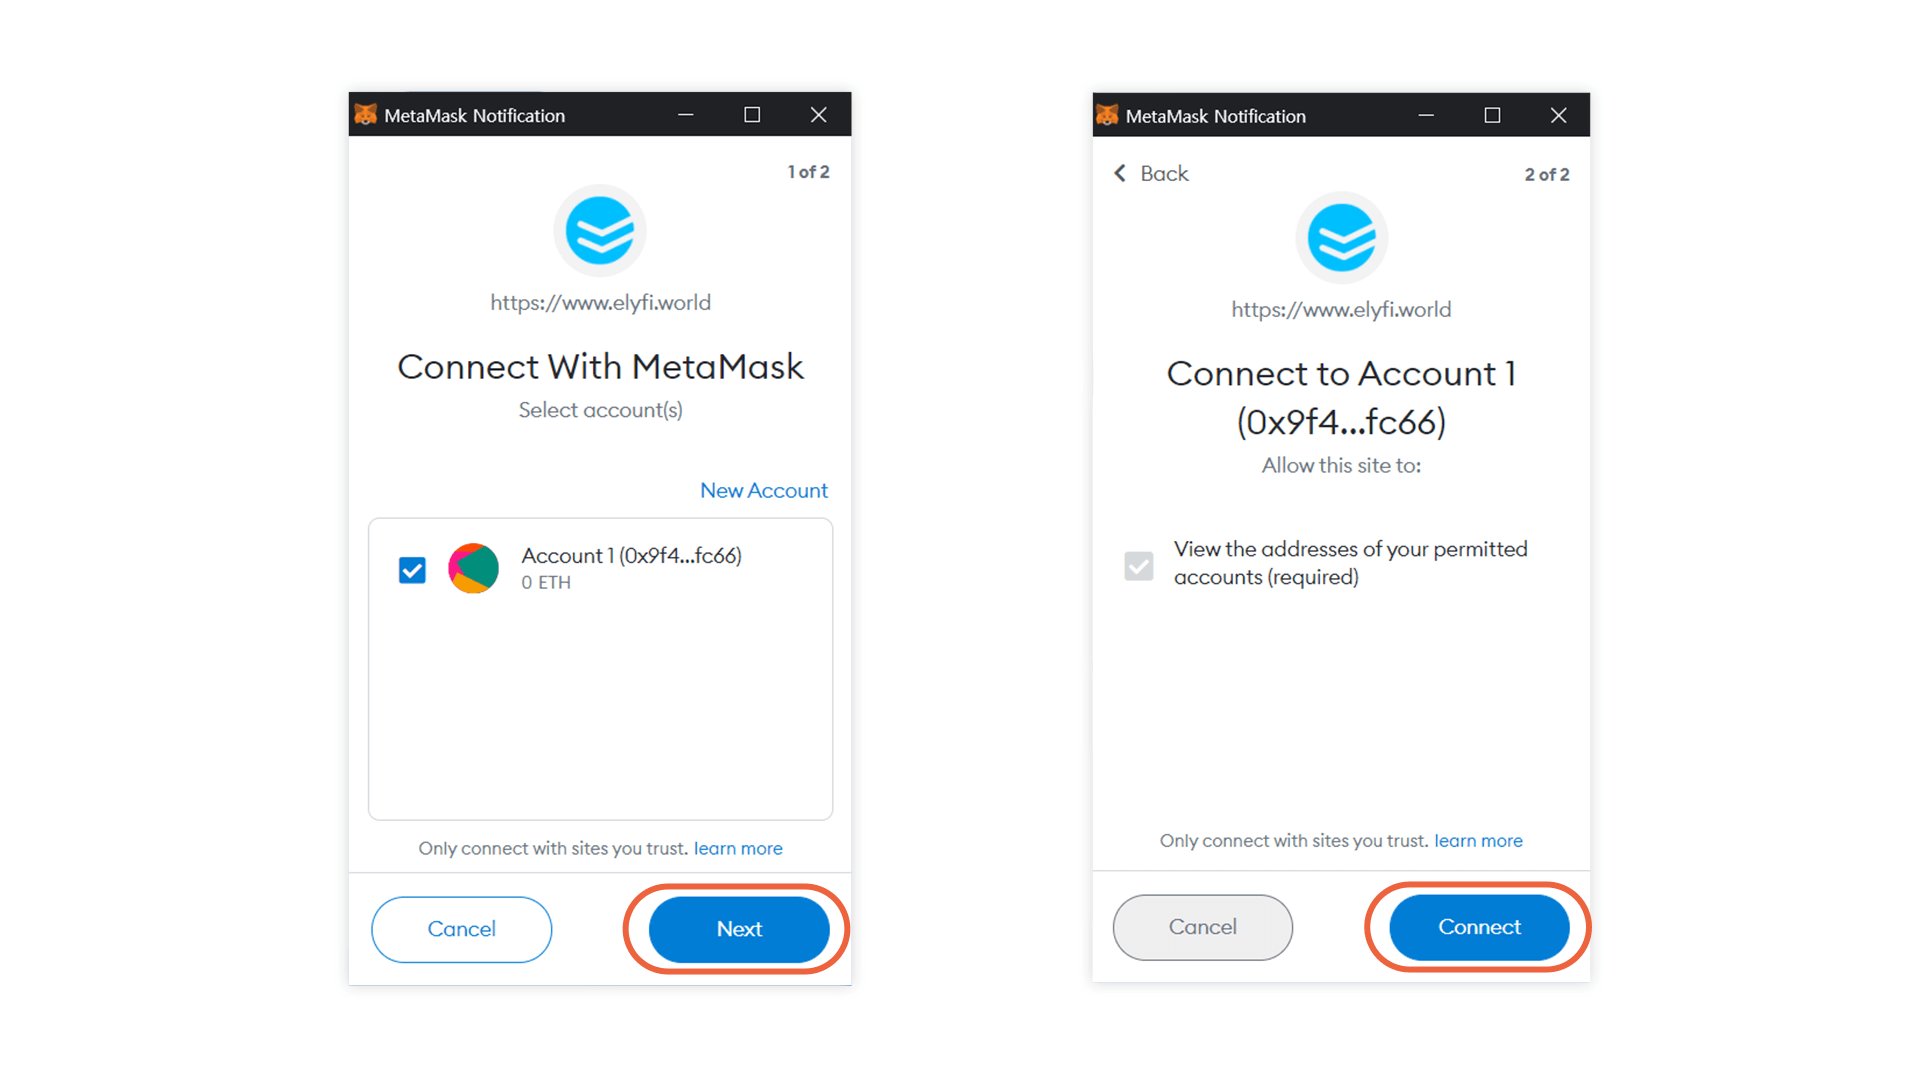 MetaMask Notification
1 of 2
https://www.elyfi.world
Connect With MetaMask
Select account(s)
New Account
Account 1 (0x9f4...fc66)
0 ETH
Only connect with sites you trust. learn more
Cancel
Next
MetaMask Notification
Back
2 of 2
https://www.elyfi.world
Connect to Account 1
(0x9f4...fc66)
Allow this site to:
View the addresses of your permitted
accounts (required)
Only connect with sites you trust. learn more
Cancel
Connect